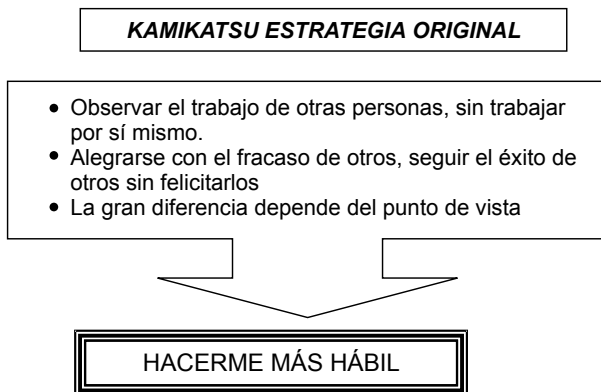 KAMIKATSU ESTRATEGIA ORIGINAL
• Observar el trabajo de otras personas, sin trabajar
por sí mismo.
• Alegrarse con el fracaso de otros, seguir el éxito de
otros sin felicitarlos
• La gran diferencia depende del punto de vista
HACERME MÁS HÁBIL